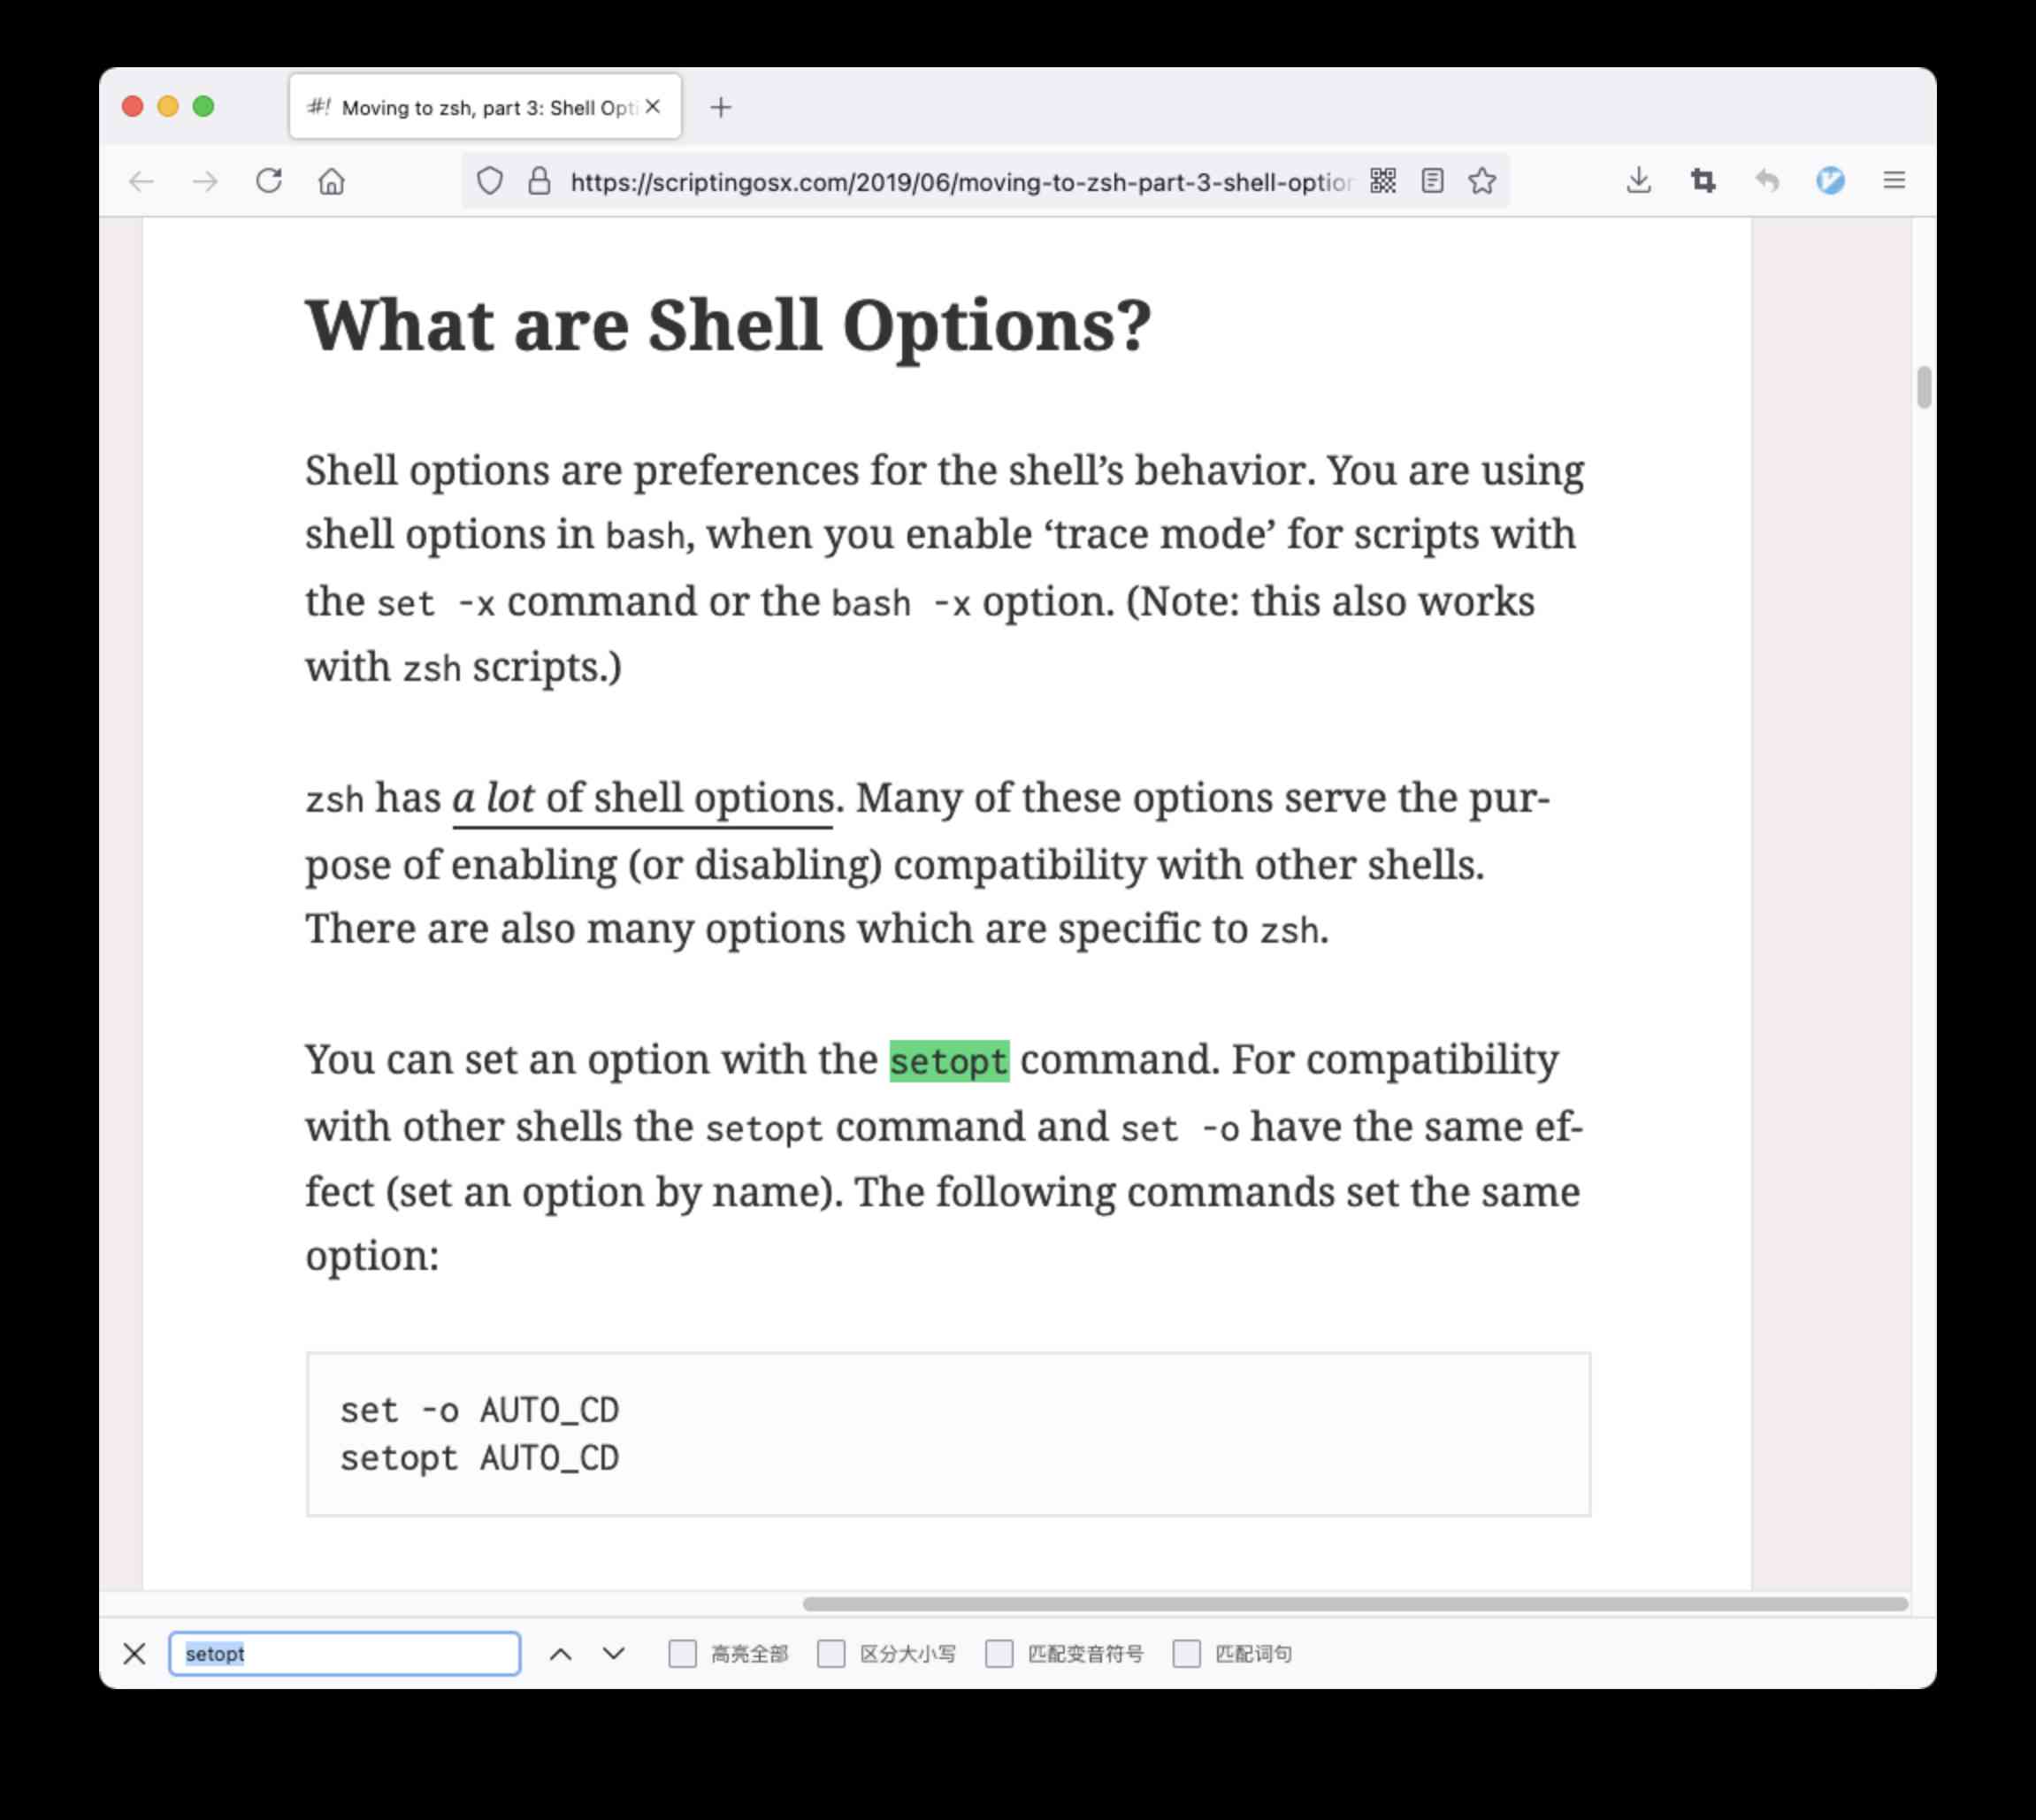 #! Moving to zsh, part 3: Shell Opti
https://scriptingosx.com/2019/06/moving-to-zsh-part-3-shell-option
What are Shell Options?
Shell options are preferences for the shell’s behavior. You are using
shell options in bash, when you enable ‘trace mode’ for scripts with
the set -x command or the bash -x option. (Note: this also works
with zsh scripts.)
zsh has a lot of shell options. Many of these options serve the pur-
pose of enabling (or disabling) compatibility with other shells.
There are also many options which are specific to zsh.
You can set an option with the setopt command. For compatibility
with other shells the setopt command and set -o have the same ef-
fect (set an option by name). The following commands set the same
option:
set -o AUTO_CD
setopt AUTO_CD
setopt 高亮全部 区分大小写 匹配变音符号 匹配词句